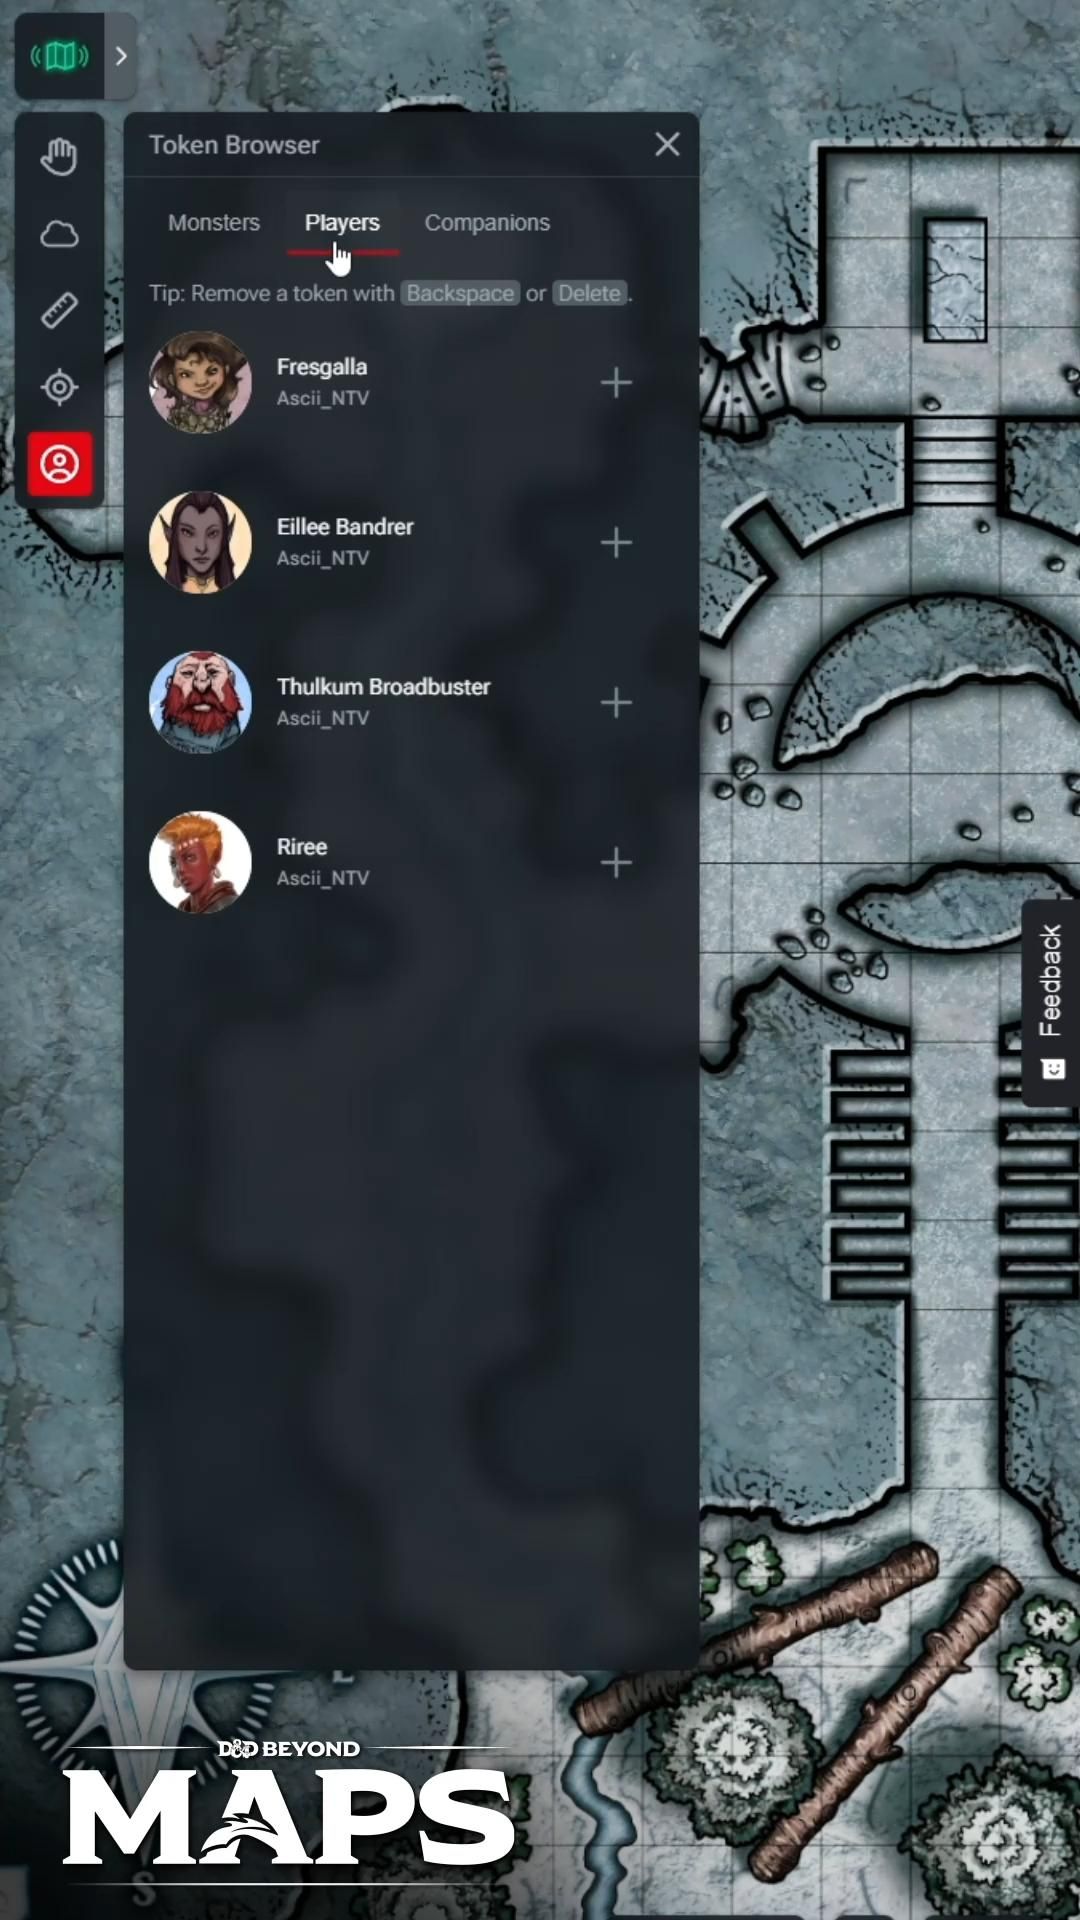 Token Browser
Monsters Players Companions
Tip: Remove a token with Backspace or Delete.
Fresgalla
Ascii_NTV
Eillee Bandrer
Ascii_NTV
Thulkum Broadbuster
Ascii_NTV
Riree
Ascii_NTV
Feedback
E
D&D BEYOND
MAPS
S